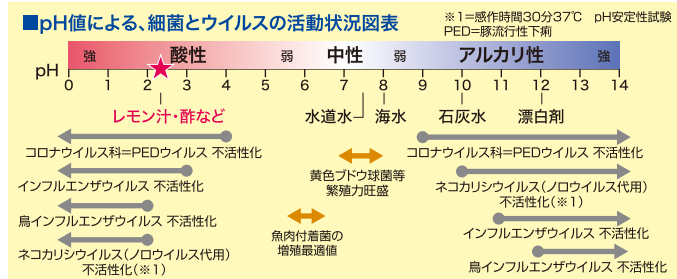 ■pH値による、細菌とウイルスの活動状況図表
※1=感作時間30分37℃ pH安定性試験
PED=豚流行性下痢
強 酸性 弱 中性 弱 アルカリ性 強
pH 0 1 2 3 4 5 6 7 8 9 10 11 12 13 14
レモン汁・酢など
水道水 海水 石灰水 漂白剤
コロナウイルス科=PEDウイルス 不活性化
インフルエンザウイルス 不活性化
鳥インフルエンザウイルス 不活性化
ネコカリシウイルス(ノロウイルス代用)
不活性化(※1)
黄色ブドウ球菌等
繁殖力旺盛
魚肉付着菌の
増殖最適値
コロナウイルス科=PEDウイルス 不活性化
ネコカリシウイルス(ノロウイルス代用)
不活性化(※1)
インフルエンザウイルス 不活性化
鳥インフルエンザウイルス 不活性化